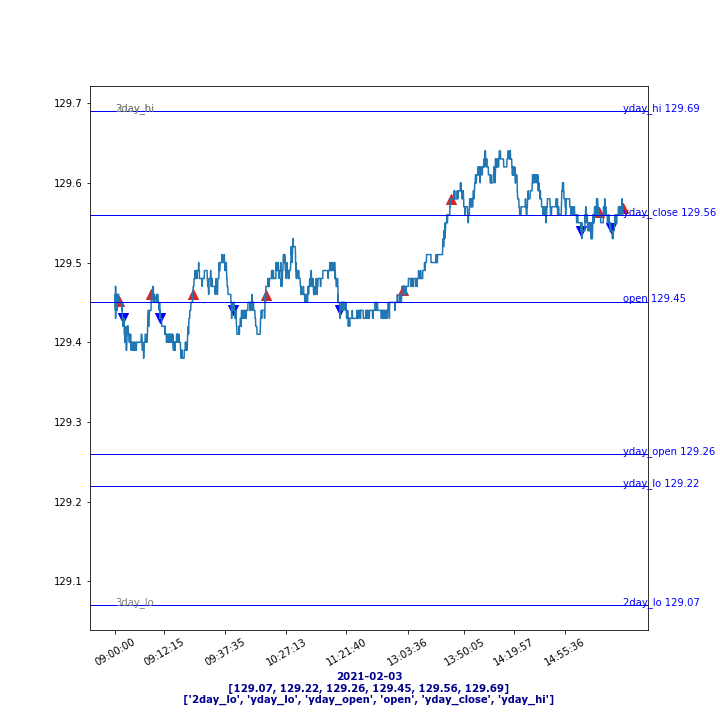 129.7
129.6
129.5
129.4
129.3
129.2
129.1
3day_hi
yday_hi 129.69
yday_close 129.56
open 129.45
yday_open 129.26
yday_lo 129.22
3day_lo
2day_lo 129.07
09:00:00
09:12:15
09:37:35
10:27:13
11:21:40
13:03:36
13:50:05
14:19:57
14:55:36
2021-02-03
[129.07, 129.22, 129.26, 129.45, 129.56, 129.69]
['2day_lo', 'yday_lo', 'yday_open', 'open', 'yday_close', 'yday_hi']